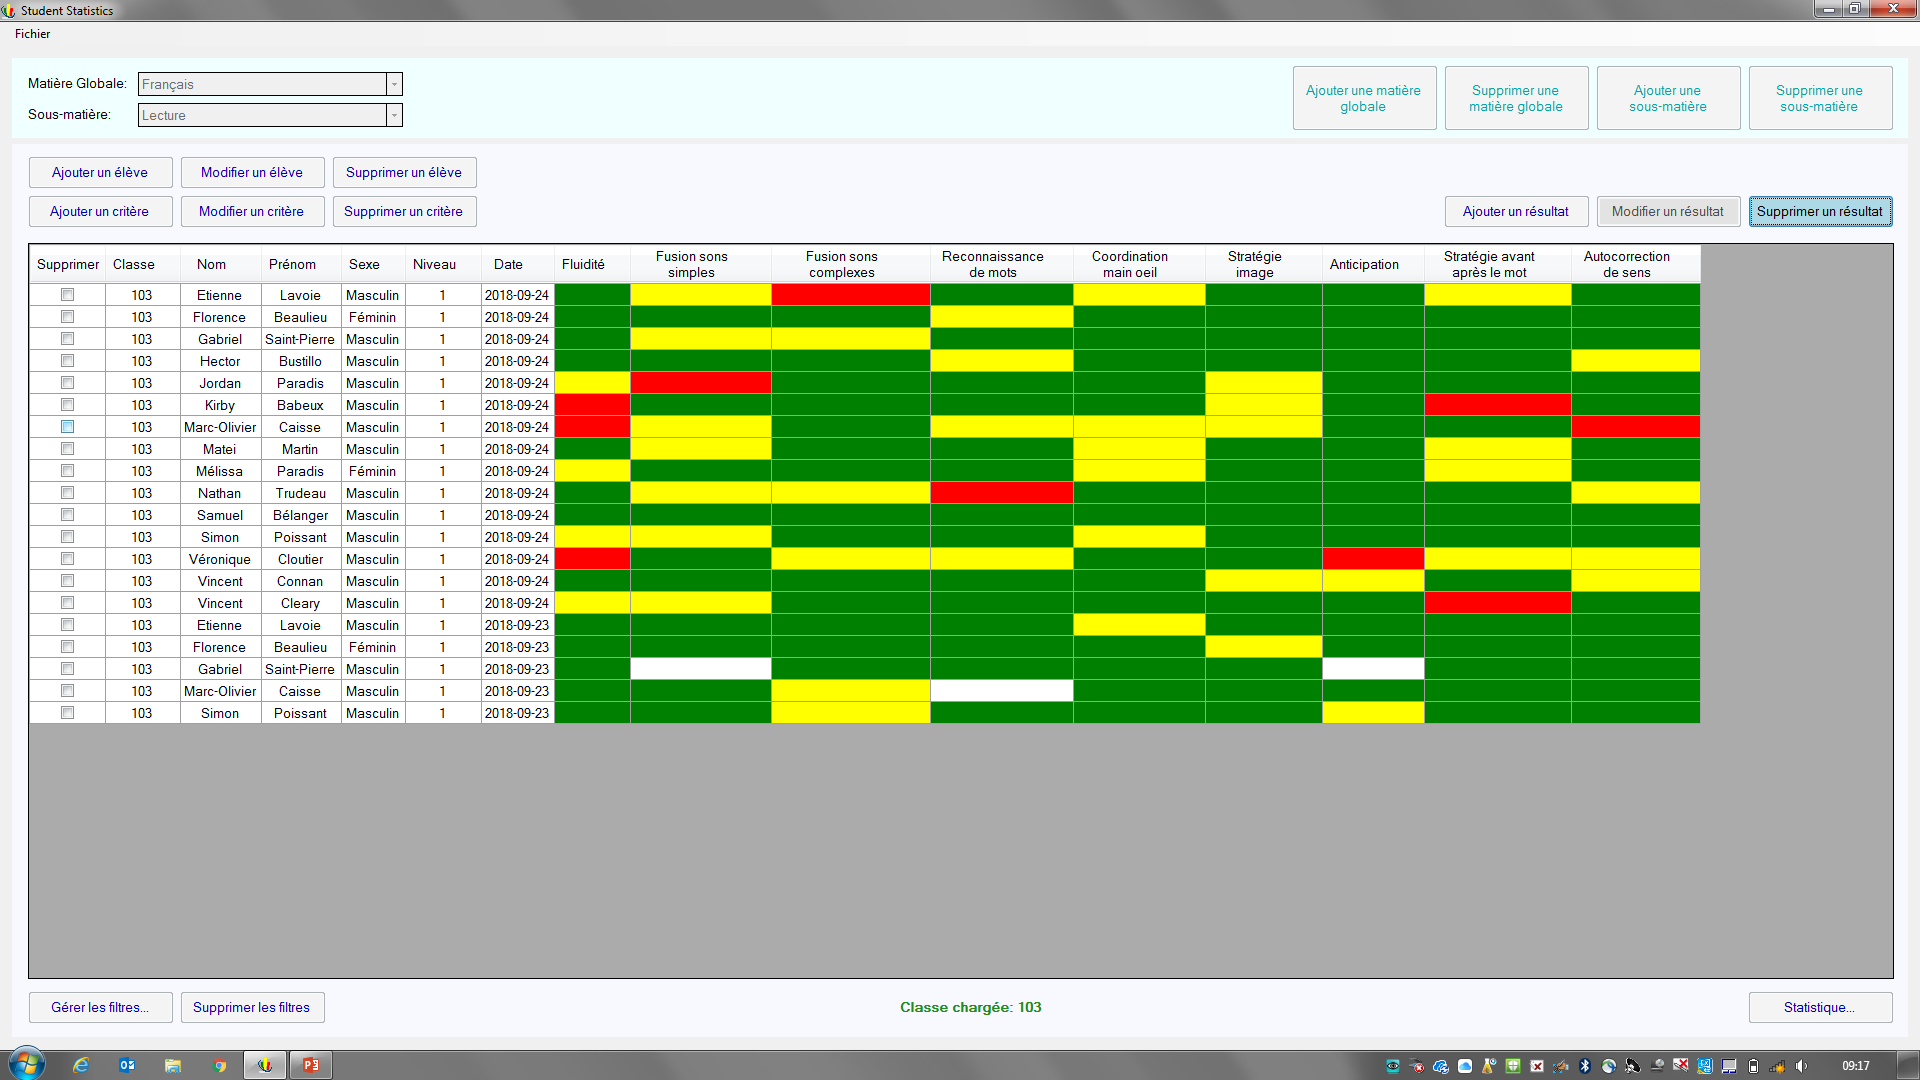 Student Statistics
Fichier
Matière Globale: Français
Sous-matière: Lecture
Ajouter une matière globale
Supprimer une matière globale
Ajouter une sous-matière
Supprimer une sous-matière
Ajouter un élève Modifier un élève Supprimer un élève
Ajouter un critère Modifier un critère Supprimer un critère
Ajouter un résultat Modifier un résultat Supprimer un résultat
Supprimer Classe Nom Prénom Sexe Niveau Date Fluidité Fusion sons simples Fusion sons complexes Reconnaissance de mots Coordination main oeil Stratégie image Anticipation Stratégie avant après le mot Autocorrection de sens
103 Etienne Lavoie Masculin 1 2018-09-24
103 Florence Beaulieu Féminin 1 2018-09-24
103 Gabriel Saint-Pierre Masculin 1 2018-09-24
103 Hector Bustillo Masculin 1 2018-09-24
103 Jordan Paradis Masculin 1 2018-09-24
103 Kirby Babeux Masculin 1 2018-09-24
103 Marc-Olivier Caisse Masculin 1 2018-09-24
103 Matei Martin Masculin 1 2018-09-24
103 Mélissa Paradis Féminin 1 2018-09-24
103 Nathan Trudeau Masculin 1 2018-09-24
103 Samuel Bélanger Masculin 1 2018-09-24
103 Simon Poissant Masculin 1 2018-09-24
103 Véronique Cloutier Masculin 1 2018-09-24
103 Vincent Connan Masculin 1 2018-09-24
103 Vincent Cleary Masculin 1 2018-09-24
103 Etienne Lavoie Masculin 1 2018-09-23
103 Florence Beaulieu Féminin 1 2018-09-23
103 Gabriel Saint-Pierre Masculin 1 2018-09-23
103 Marc-Olivier Caisse Masculin 1 2018-09-23
103 Simon Poissant Masculin 1 2018-09-23
Gérer les filtres... Supprimer les filtres Classe chargée: 103 Statistique...
09:17